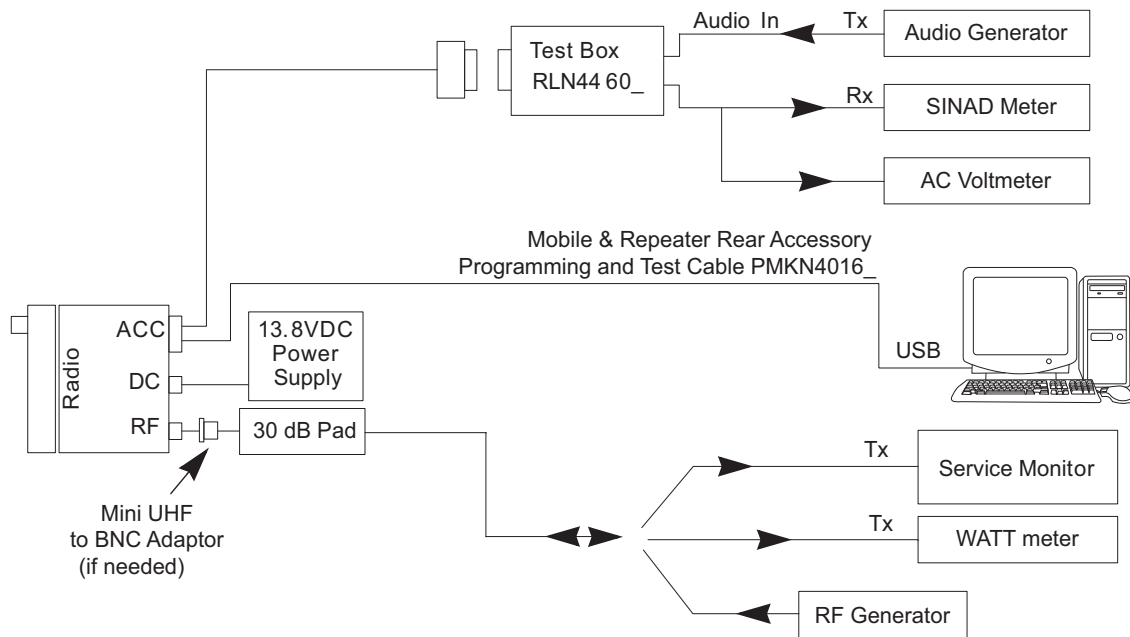 Audio In
Tx
Audio Generator
Test Box
RLN44 60_
Rx
SINAD Meter
AC Voltmeter
Mobile & Repeater Rear Accessory
Programming and Test Cable PMKN4016_
USB
Radio
ACC
DC
RF
13.8VDC
Power
Supply
30 dB Pad
Mini UHF
to BNC Adaptor
(if needed)
Tx
Service Monitor
Tx
WATT meter
RF Generator